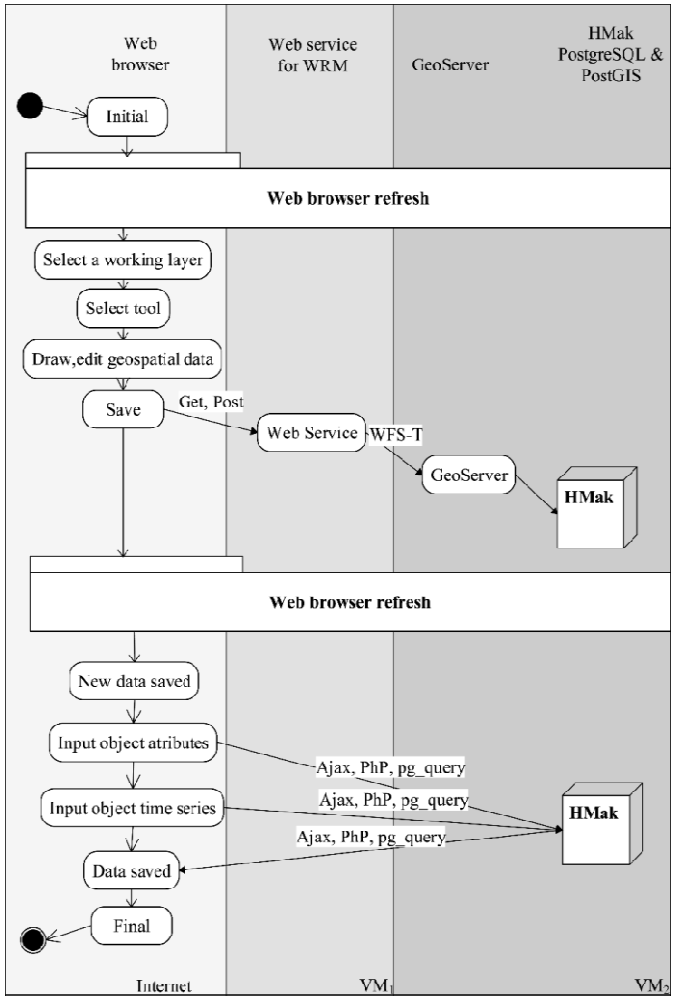 Web
browser
Web service
for WRM
GeoServer
HMak
PostgreSQL &
PostGIS
Initial
Web browser refresh
Select a working layer
Select tool
Draw,edit geospatial data
Save
Get, Post
Web Service
WFS-T
GeoServer
HMak
Web browser refresh
New data saved
Input object atributes
Ajax, PhP, pg_query
Input object time series
Ajax, PhP, pg_query
HMak
Ajax, PhP, pg_query
Data saved
Final
Internet
VM1
VM2